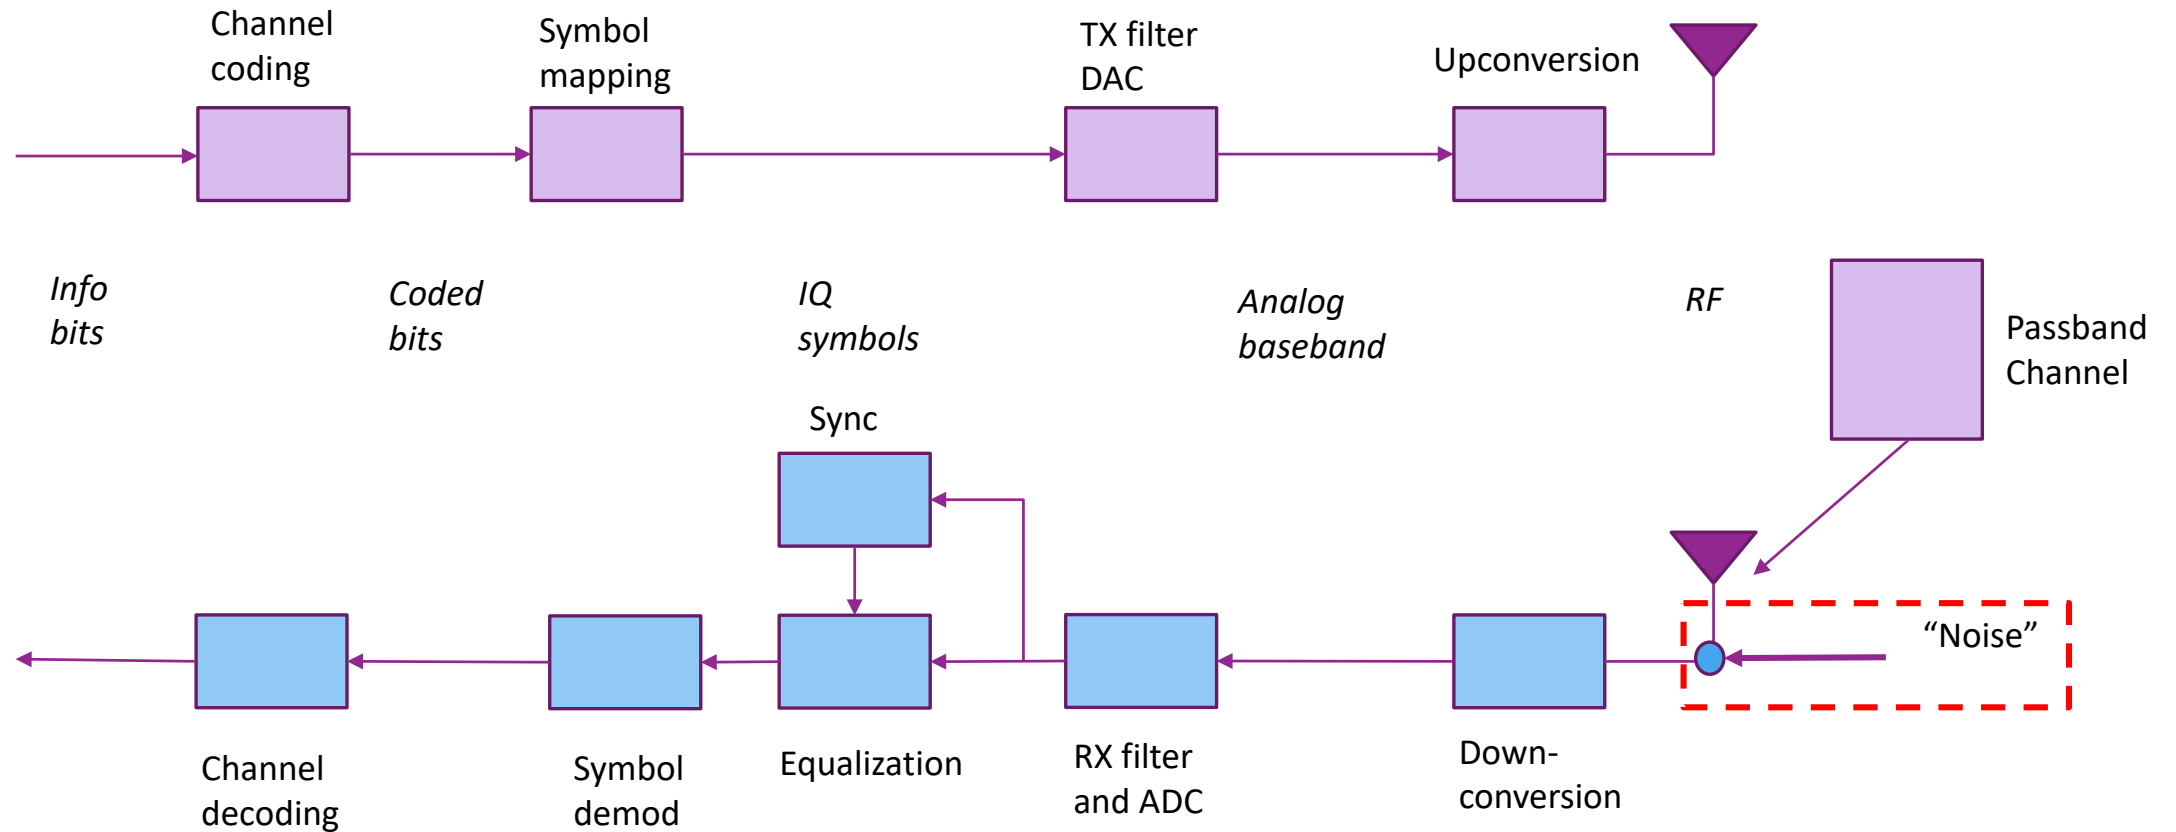 Channel
coding
Symbol
mapping
TX filter
DAC
Upconversion
Info
bits
Coded
bits
IQ
symbols
Analog
baseband
RF
Passband
Channel
Sync
“Noise”
Channel
decoding
Symbol
demod
Equalization
RX filter
and ADC
Down-
conversion